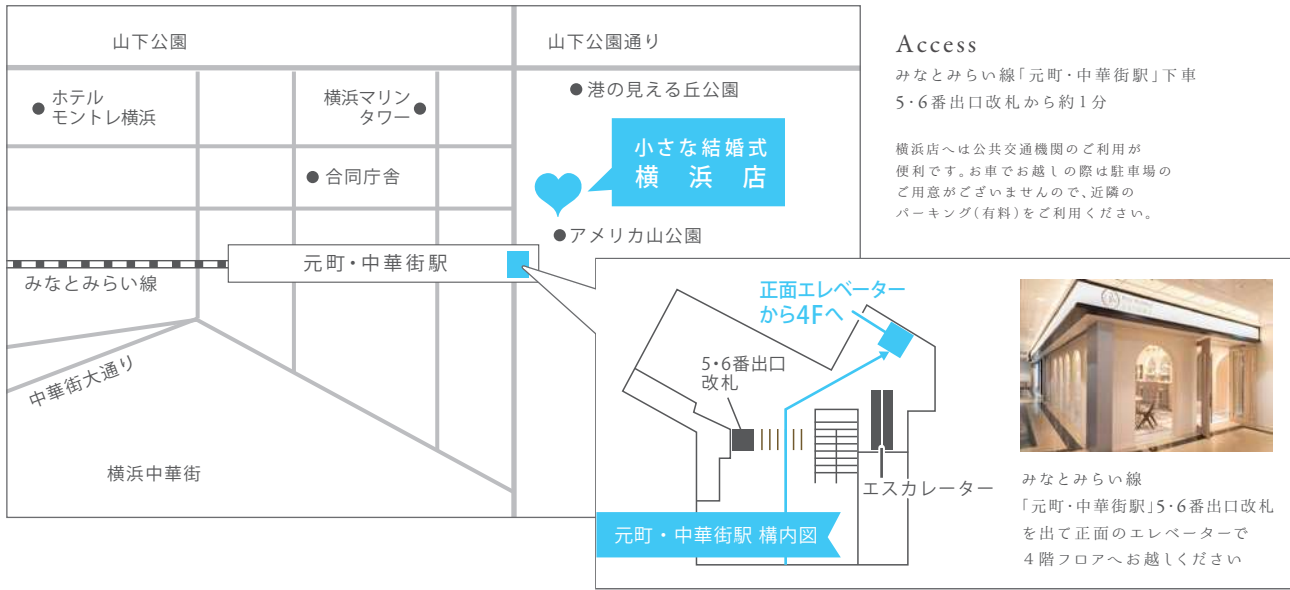 山下公園
山下公園通り
ホテル
モントレ横浜
横浜マリン
タワー
港の見える丘公園
小さな結婚式
横浜店
合同庁舎
アメリカ山公園
元町・中華街駅
みなとみらい線
中華街大通り
横浜中華街
Access
みなとみらい線「元町・中華街駅」下車
5・6番出口改札から約1分
横浜店へは公共交通機関のご利用が
便利です。お車でお越しの際は駐車場の
ご用意がございませんので、近隣の
パーキング(有料)をご利用ください。
正面エレベーター
から4Fへ
5・6番出口
改札
エスカレーター
元町・中華街駅 構内図
みなとみらい線
「元町・中華街駅」5・6番出口改札
を出て正面のエレベーターで
4階フロアへお越しください